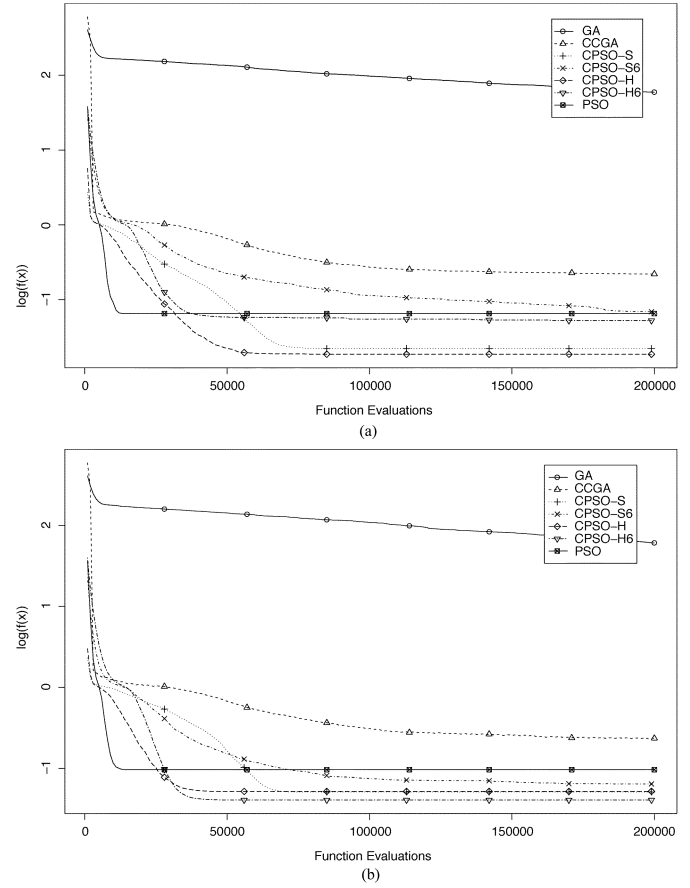 GA
CCGA
CPSO-S
CPSO-S6
CPSO-H
CPSO-H6
PSO
2
1
0
-1
log(f(x))
0
50000
100000
150000
200000
Function Evaluations
(a)
GA
CCGA
CPSO-S
CPSO-S6
CPSO-H
CPSO-H6
PSO
2
1
0
-1
log(f(x))
0
50000
100000
150000
200000
Function Evaluations
(b)